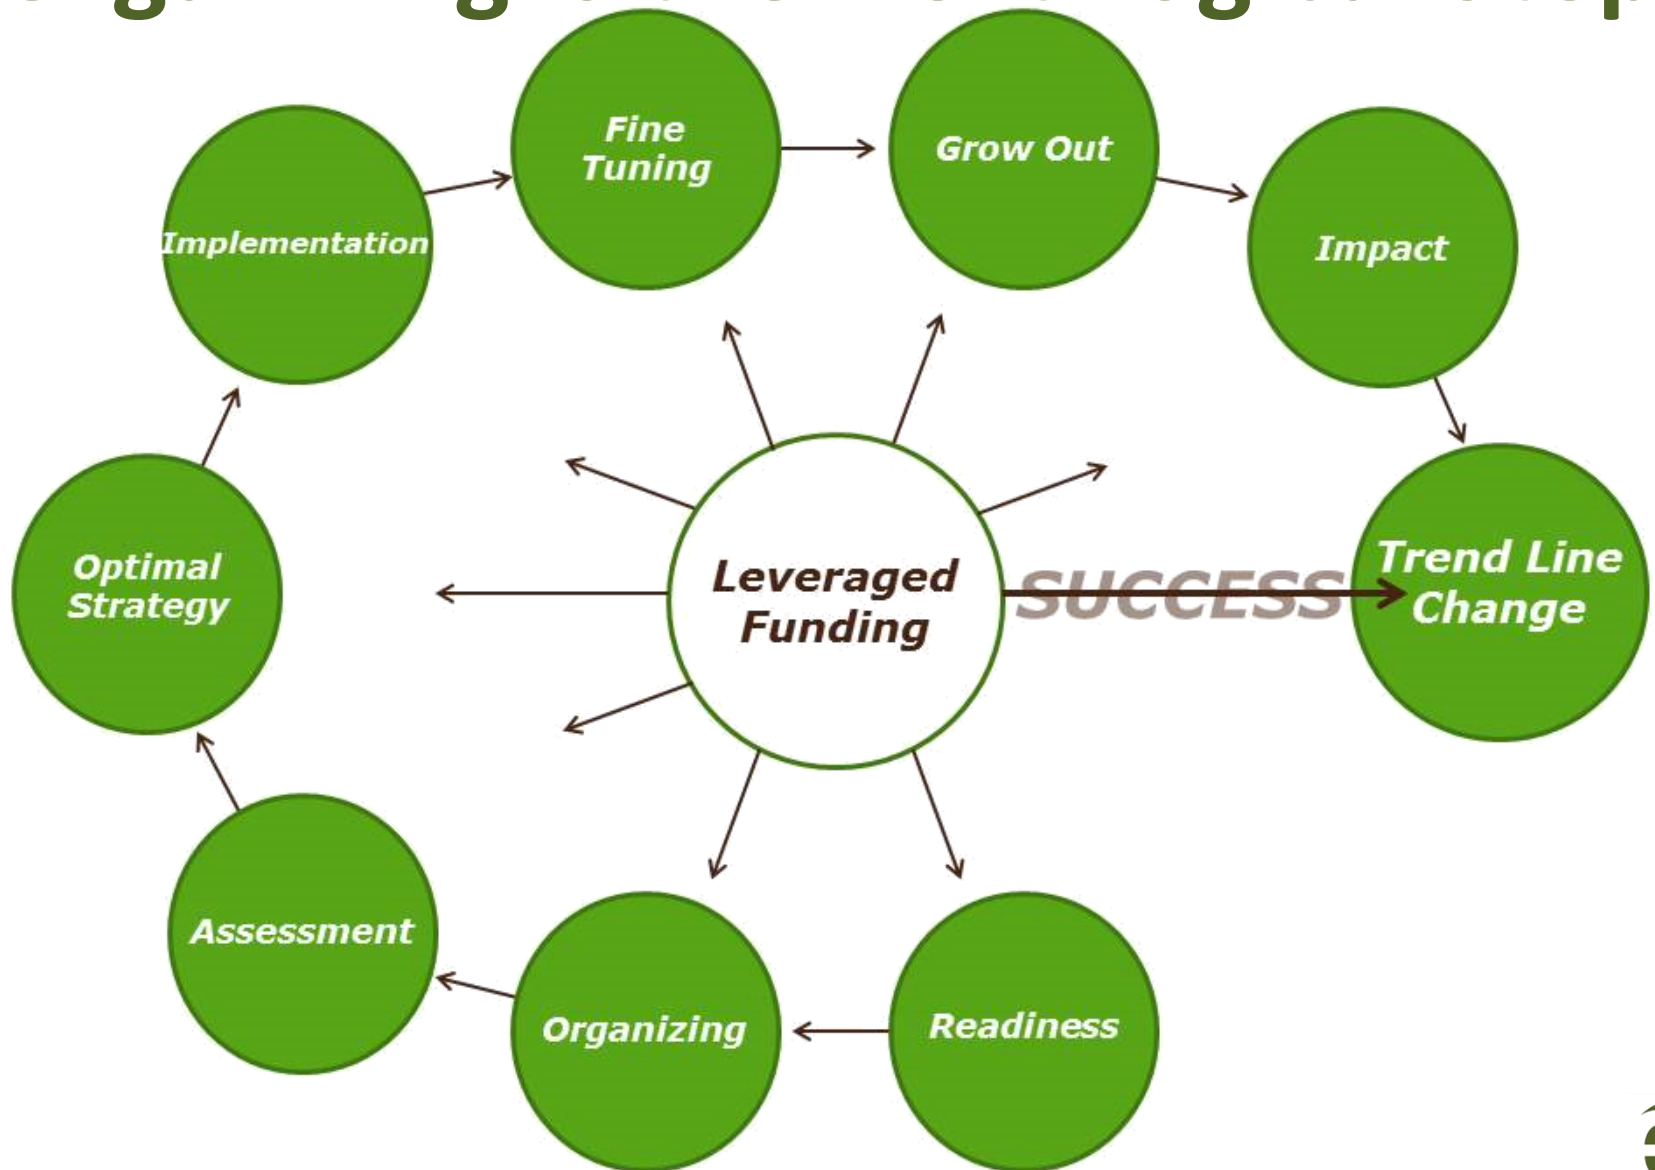 Fine
Tuning
Grow Out
Implementation
Impact
Optimal
Strategy
Leveraged
Funding
SUCCESS
Trend Line
Change
Assessment
Organizing
Readiness